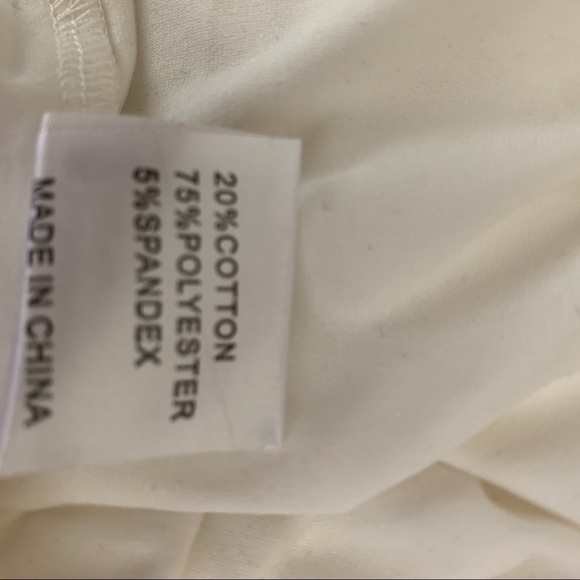 20%COTTON
75%POLYESTER
5%SPANDEX
MADE IN CHINA